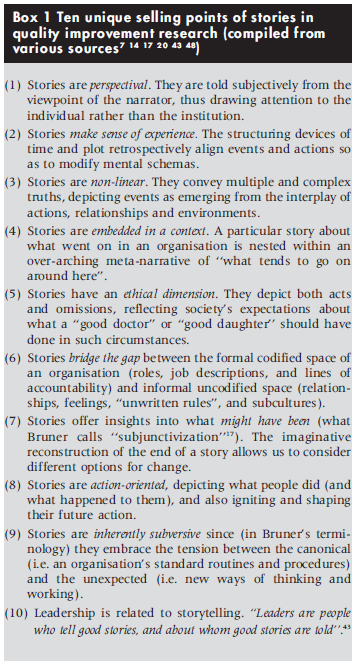 Box 1 Ten unique selling points of stories in
quality improvement research (compiled from
various sources7 14 17 20 43 48)
(1) Stories are perspectival. They are told subjectively from the
viewpoint of the narrator, thus drawing attention to the
individual rather than the institution.
(2) Stories make sense of experience. The structuring devices of
time and plot retrospectively align events and actions so
as to modify mental schemas.
(3) Stories are non-linear. They convey multiple and complex
truths, depicting events as emerging from the interplay of
actions, relationships and environments.
(4) Stories are embedded in a context. A particular story about
what went on in an organisation is nested within an
over-arching meta-narrative of ‘‘what tends to go on
around here’’.
(5) Stories have an ethical dimension. They depict both acts
and omissions, reflecting society’s expectations about
what a ‘‘good doctor’’ or ‘‘good daughter’’ should have
done in such circumstances.
(6) Stories bridge the gap between the formal codified space of
an organisation (roles, job descriptions, and lines of
accountability) and informal uncodified space (relation-
ships, feelings, ‘‘unwritten rules’’, and subcultures).
(7) Stories offer insights into what might have been (what
Bruner calls ‘‘subjunctivization’’17). The imaginative
reconstruction of the end of a story allows us to consider
different options for change.
(8) Stories are action-oriented, depicting what people did (and
what happened to them), and also igniting and shaping
their future action.
(9) Stories are inherently subversive since (in Bruner’s termi-
nology) they embrace the tension between the canonical
(i.e. an organisation’s standard routines and procedures)
and the unexpected (i.e. new ways of thinking and
working).
(10) Leadership is related to storytelling. ‘‘Leaders are people
who tell good stories, and about whom good stories are told’’.43